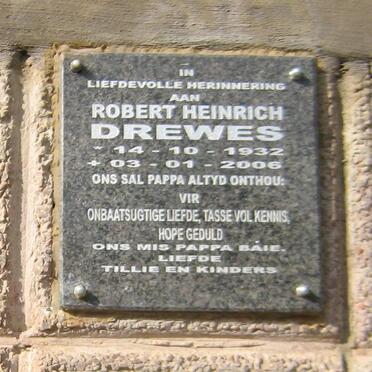 IN
LIEFDEVOLLE HERINNERING
AAN
ROBERT HEINRICH
DREWES
* 14 - 10 - 1932
+ 03 - 01 - 2006
ONS SAL PAPPA ALTYD ONTHOU:
VIR
ONBAATSUGTIGE LIEFDE, TASSE VOL KENNIS,
HOPE GEDULD
ONS MIS PAPPA BAIE.
LIEFDE
TILLIE EN KINDERS